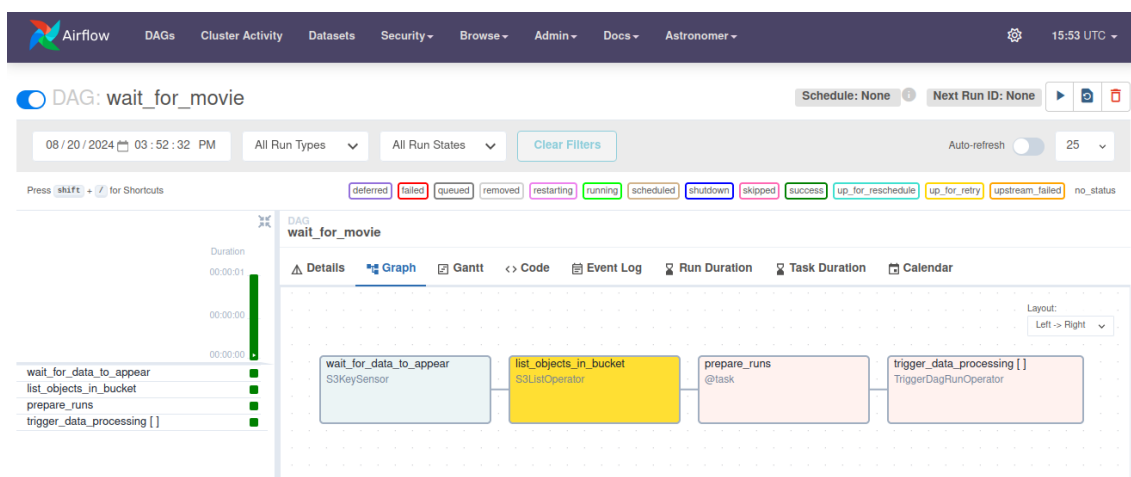 Airflow DAGs Cluster Activity Datasets Security Browse Admin Docs Astronomer 15:53 UTC
DAG: wait_for_movie Schedule: None Next Run ID: None
08/20/2024 03:52:32 PM All Run Types All Run States Clear Filters Auto-refresh 25
Press shift + / for Shortcuts deferred failed queued removed restarting running scheduled shutdown skipped success up_for_reschedule up_for_retry upstream_failed no_status
DAG
wait_for_movie
Duration
00:00:01
00:00:00
00:00:00
Details Graph Gantt <> Code Event Log Run Duration Task Duration Calendar
Layout:
Left -> Right
wait_for_data_to_appear
list_objects_in_bucket
prepare_runs
trigger_data_processing [ ]
wait_for_data_to_appear
S3KeySensor
list_objects_in_bucket
S3ListOperator
prepare_runs
@task
trigger_data_processing [ ]
TriggerDagRunOperator